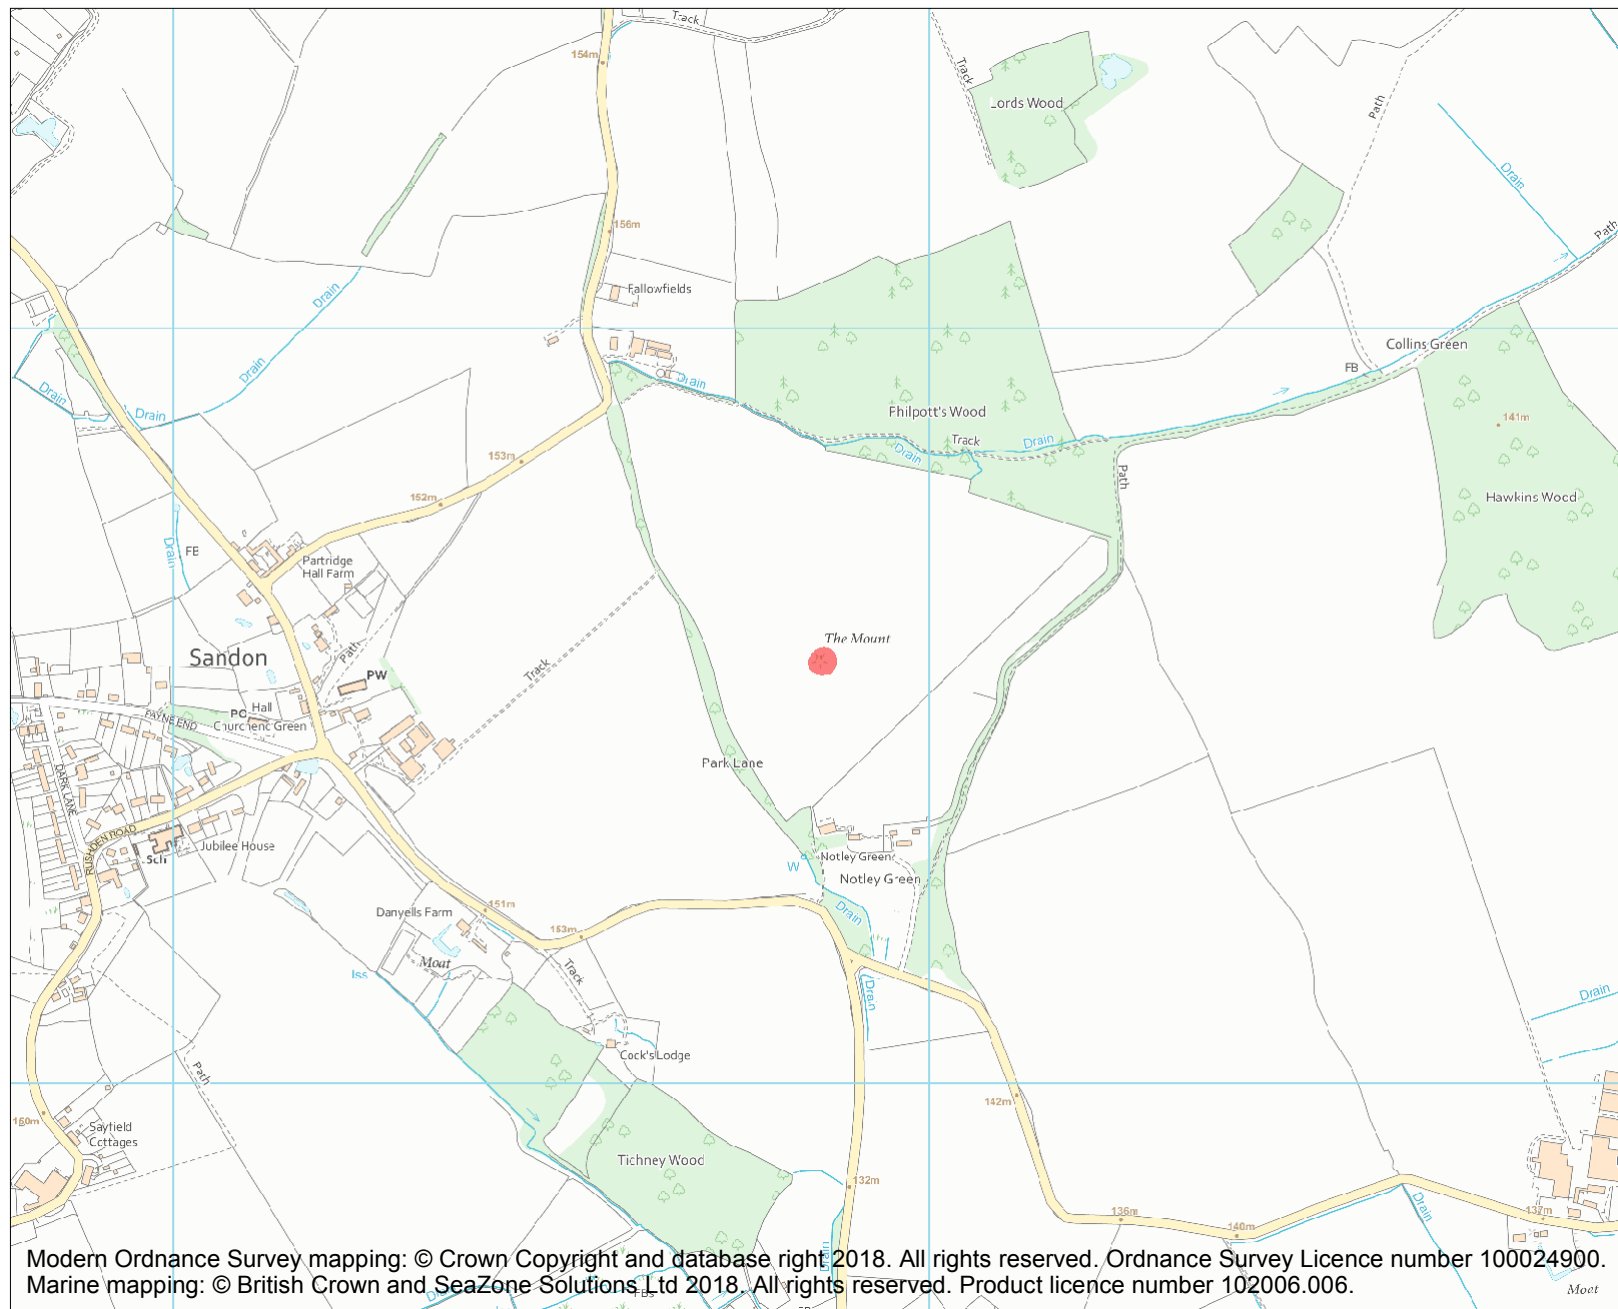 Track
154m
Track
Lords Wood
Path
Drain
Path
156m
Drain
Fallowfields
Drain
Collins Green
FB
Drain
Drain
Drain
Philpott's Wood
141m
Track
Drain
Drain
153m
Path
152m
Hawkins Wood
FB
Drain
Partridge
Hall Farm
The Mount
Sandon
Path
Track
PW
Hall
PO
PAYNE END
Churchend Green
Park Lane
DARK LANE
RUSHDEN ROAD
Jubilee House
Sch
Notley Green
W
Notley Green
151m
Danyells Farm
Drain
153m
Moat
Track
Iss
Drain
Drain
Cock's Lodge
Path
142m
160m
Sayfield
Cottages
Tichney Wood
132m
136m
137m
Drain
140m
Drain
Modern Ordnance Survey mapping: © Crown Copyright and database right 2018. All rights reserved. Ordnance Survey Licence number 100024900.
Marine mapping: © British Crown and SeaZone Solutions Ltd 2018. All rights reserved. Product licence number 102006.006.
Drain
FBs
Moat